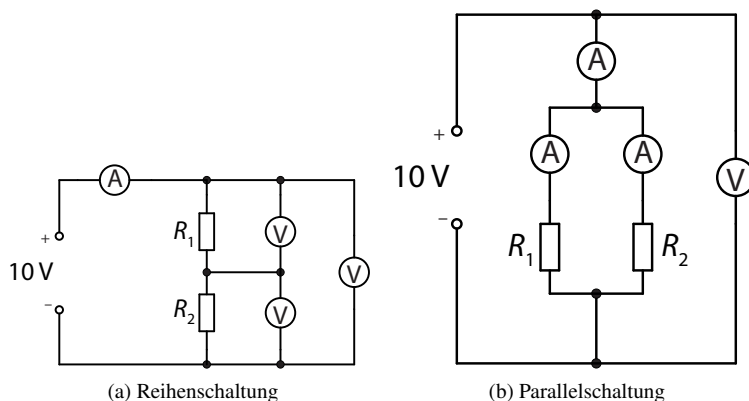 A
+
10 V
−
R1
R2
V
V
V
(a) Reihenschaltung
A
A
A
+
10 V
−
R1
R2
V
(b) Parallelschaltung